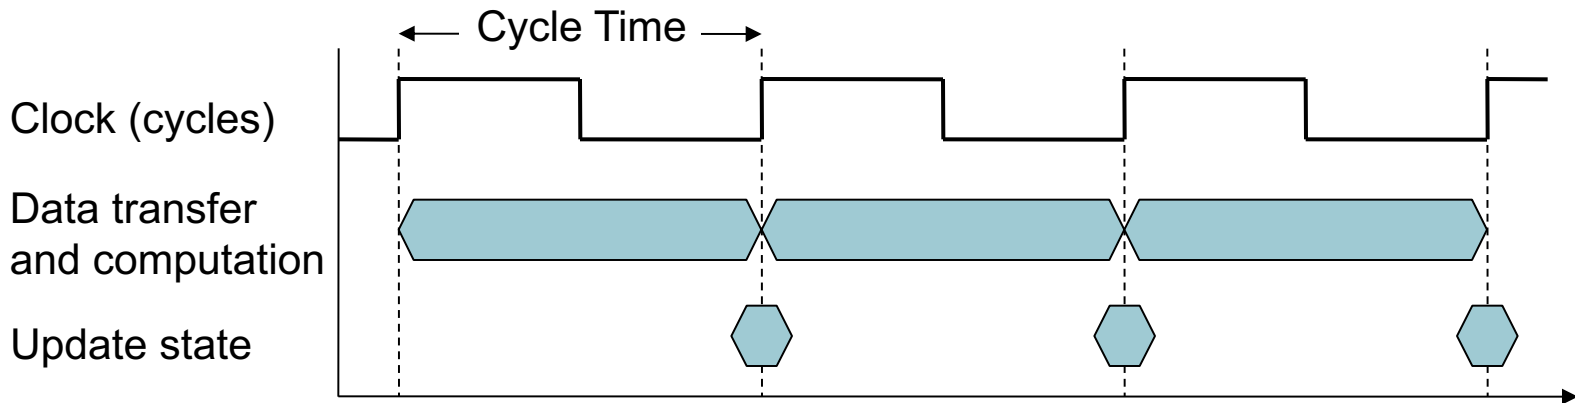 Cycle Time
Clock (cycles)
Data transfer
and computation
Update state